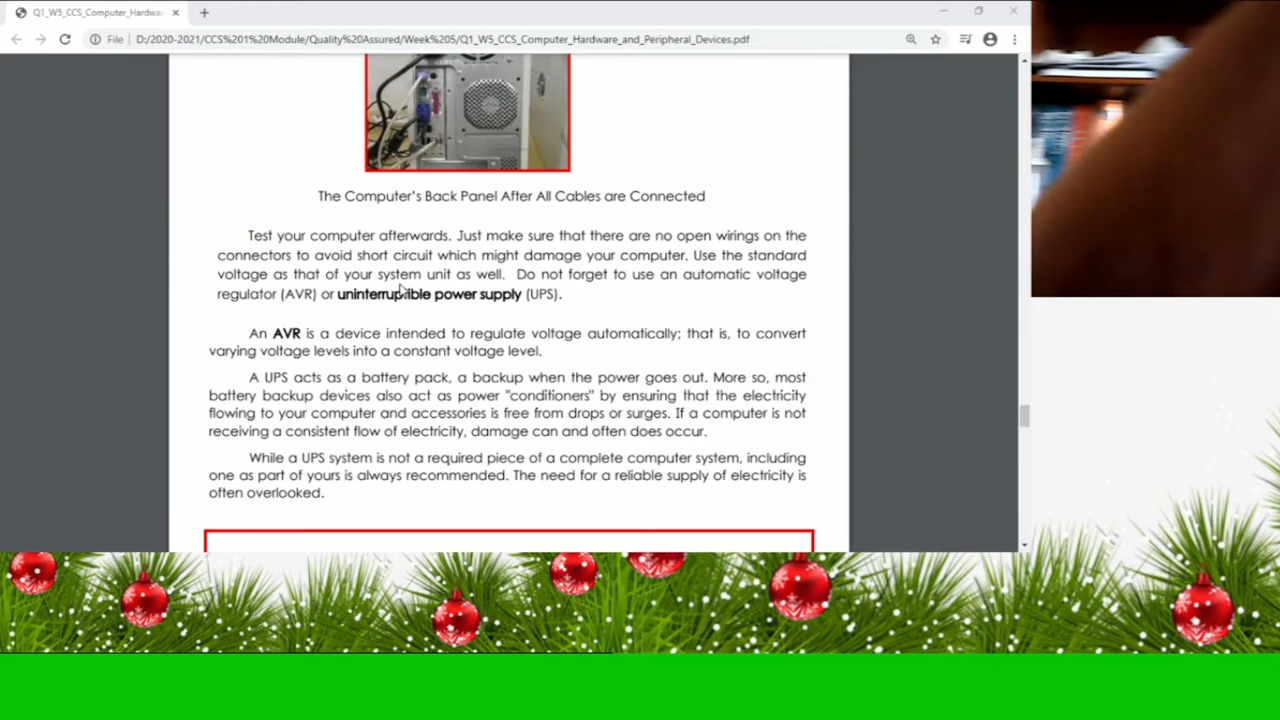 Q1_W5_CCS_Computer_Hardwar
File D:/2020-2021/CCS%201%20Module/Quality%20Assured/Week%205/Q1_W5_CCS_Computer_Hardware_and_Peripheral_Devices.pdf
The Computer's Back Panel After All Cables are Connected
Test your computer afterwards. Just make sure that there are no open wirings on the
connectors to avoid short circuit which might damage your computer. Use the standard
voltage as that of your system unit as well. Do not forget to use an automatic voltage
regulator (AVR) or uninterruptible power supply (UPS).
An AVR is a device intended to regulate voltage automatically; that is, to convert
varying voltage levels into a constant voltage level.
A UPS acts as a battery pack, a backup when the power goes out. More so, most
battery backup devices also act as power "conditioners" by ensuring that the electricity
flowing to your computer and accessories is free from drops or surges. If a computer is not
receiving a consistent flow of electricity, damage can and often does occur.
While a UPS system is not a required piece of a complete computer system, including
one as part of yours is always recommended. The need for a reliable supply of electricity is
often overlooked.